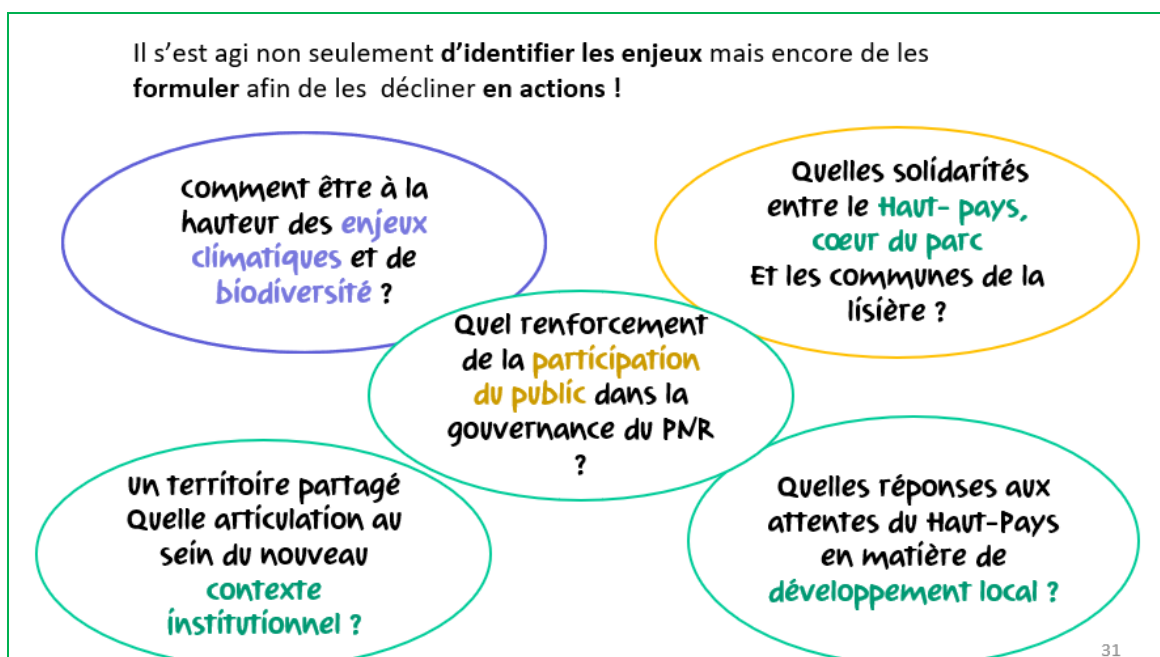 Il s’est agi non seulement d’identifier les enjeux mais encore de les
formuler afin de les décliner en actions !
comment être à la
hauteur des enjeux
climatiques et de
biodiversité ?
Quelles solidarités
entre le Haut- pays,
cœur du parc
Et les communes de la
lisière ?
Quel renforcement
de la participation
du public dans la
gouvernance du PNR
?
un territoire partagé
Quelle articulation au
sein du nouveau
contexte
institutionnel ?
Quelles réponses aux
attentes du Haut-Pays
en matière de
développement local ?
31